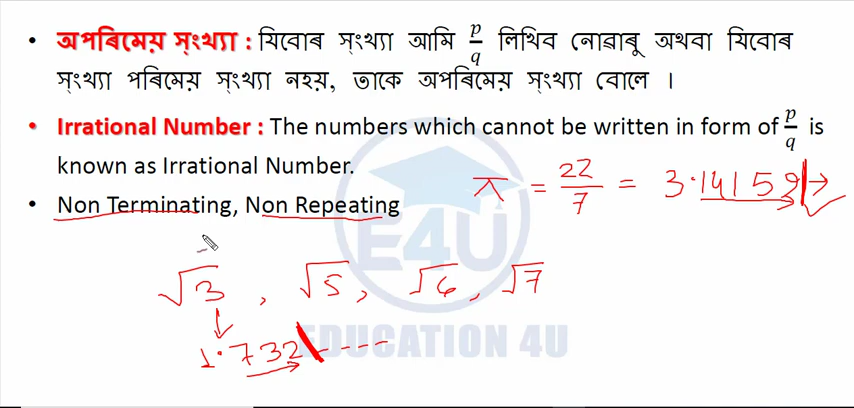 • অপৰিমেয় স্ংখ্যা : যিবোৰ স্ংখ্যা আমি p/q লিখিব নোৱাৰু অথবা যিবোৰ
স্ংখ্যা পৰিমেয় স্ংখ্যা নহয়, তাকে অপৰিমেয় স্ংখ্যা বোলে ।
• Irrational Number : The numbers which cannot be written in form of p/q is
known as Irrational Number.
π = 22/7 = 3.14159
• Non Terminating, Non Repeating
E4U
√3, √5, √6, √7
1.732 ----
EDUCATION 4U